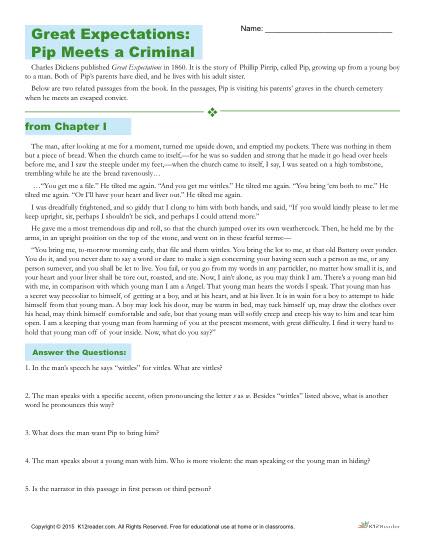 Great Expectations:
Pip Meets a Criminal
Name: ______________________________
Charles Dickens published Great Expectations in 1860. It is the story of Phillip Pirrip, called Pip, growing up from a young boy
to a man. Both of Pip's parents have died, and he lives with his adult sister.
Below are two related passages from the book. In the passages, Pip is visiting his parents' graves in the church cemetery
when he meets an escaped convict.
from Chapter I
The man, after looking at me for a moment, turned me upside down, and emptied my pockets. There was nothing in them
but a piece of bread. When the church came to itself,—for he was so sudden and strong that he made it go head over heels
before me, and I saw the steeple under my feet,—when the church came to itself, I say, I was seated on a high tombstone,
trembling while he ate the bread ravenously…
…"You get me a file." He tilted me again. "And you get me wittles." He tilted me again. "You bring 'em both to me." He
tilted me again. "Or I'll have your heart and liver out." He tilted me again.
I was dreadfully frightened, and so giddy that I clung to him with both hands, and said, "If you would kindly please to let me
keep upright, sir, perhaps I shouldn't be sick, and perhaps I could attend more."
He gave me a most tremendous dip and roll, so that the church jumped over its own weathercock. Then, he held me by the
arms, in an upright position on the top of the stone, and went on in these fearful terms—
"You bring me, to-morrow morning early, that file and them wittles. You bring the lot to me, at that old Battery over yonder.
You do it, and you never dare to say a word or dare to make a sign concerning your having seen such a person as me, or any
person sumever, and you shall be let to live. You fail, or you go from my words in any partickler, no matter how small it is, and
your heart and your liver shall be tore out, roasted, and ate. Now, I ain't alone, as you may think I am. There's a young man hid
with me, in comparison with which young man I am a Angel. That young man hears the words I speak. That young man has
a secret way pecooliar to himself, of getting at a boy, and at his heart, and at his liver. It is in wain for a boy to attempt to hide
himself from that young man. A boy may lock his door, may be warm in bed, may tuck himself up, may draw the clothes over
his head, may think himself comfortable and safe, but that young man will softly creep and creep his way to him and tear him
open. I am a keeping that young man from harming of you at the present moment, with great difficulty. I find it wery hard to
hold that young man off of your inside. Now, what do you say?"
Answer the Questions:
1. In the man's speech he says "wittles" for vittles. What are vittles?
2. The man speaks with a specific accent, often pronouncing the letter s as w. Besides "wittles" listed above, what is another
word he pronounces this way?
3. What does the man want Pip to bring him?
4. The man speaks about a young man with him. Who is more violent: the man speaking or the young man in hiding?
5. Is the narrator in this passage in first person or third person?
Copyright © 2015 K12reader.com. All Rights Reserved. Free for educational use at home or in classrooms.
K12Reader